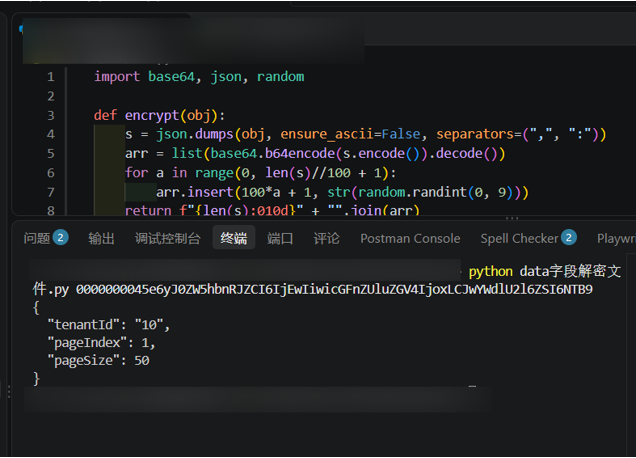 1 import base64, json, random
2
3 def encrypt(obj):
4 s = json.dumps(obj, ensure_ascii=False, separators=(",", ":"))
5 arr = list(base64.b64encode(s.encode()).decode())
6 for a in range(0, len(s)//100 + 1):
7 arr.insert(100*a + 1, str(random.randint(0, 9)))
8 return f"{len(s):010d}" + "".join(arr)
问题 2 输出 调试控制台 终端 端口 评论 Postman Console Spell Checker 2 Playwri
python data字段解密文
件.py 0000000045e6yJ0ZW5hbnRJZCI6IjEwIiwicGFnZUluZGV4IjoxLCJwYWdlU2l6ZSI6NTB9
{
"tenantId": "10",
"pageIndex": 1,
"pageSize": 50
}